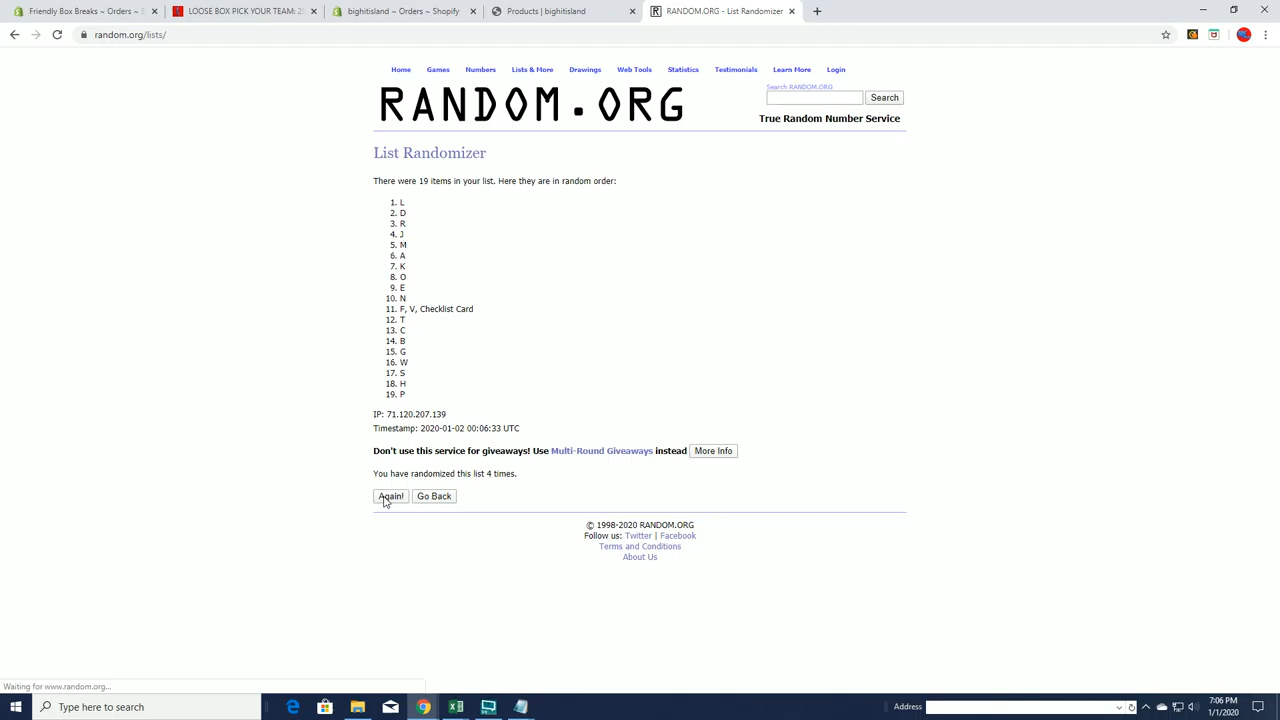 Friendly Box Breaks ~ Orders ~ S
LOOSE BOX PICK YOUR TEAM: 2
bighitisland ~ Orders ~ Shopify
Products | bighitisland
RANDOM.ORG - List Randomizer
random.org/lists/
Home Games Numbers Lists & More Drawings Web Tools Statistics Testimonials Learn More Login
RANDOM.ORG
Search RANDOM.ORG
Search
True Random Number Service
List Randomizer
There were 19 items in your list. Here they are in random order:
1. L
2. D
3. R
4. J
5. M
6. A
7. K
8. O
9. E
10. N
11. F, V, Checklist Card
12. T
13. C
14. B
15. G
16. W
17. S
18. H
19. P
IP: 71.120.207.139
Timestamp: 2020-01-02 00:06:33 UTC
Don't use this service for giveaways! Use Multi-Round Giveaways instead More Info
You have randomized this list 4 times.
Again! Go Back
© 1998-2020 RANDOM.ORG
Follow us: Twitter | Facebook
Terms and Conditions
About Us
Waiting for www.random.org...
Type here to search
Address
7:06 PM
1/1/2020